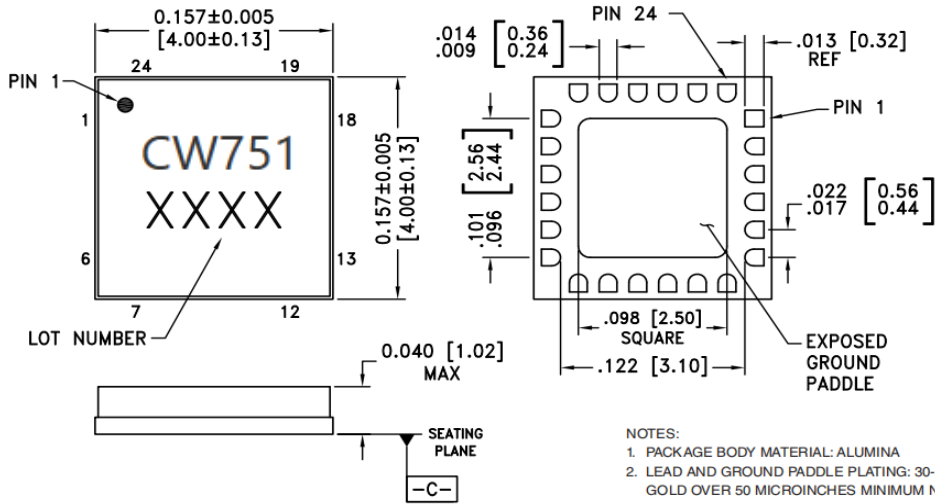 0.157±0.005
[4.00±0.13]
PIN 1
24
19
1
18
CW751
XXXX
0.157±0.005
[4.00±0.13]
6
13
7
12
LOT NUMBER
.014 [0.36
.009 0.24]
PIN 24
.013 [0.32]
REF
PIN 1
[2.56
2.44]
.101
.096
.022 [0.56
.017 0.44]
.098 [2.50]
SQUARE
.122 [3.10]
EXPOSED
GROUND
PADDLE
0.040 [1.02]
MAX
SEATING
PLANE
-C-
NOTES:
1. PACKAGE BODY MATERIAL: ALUMINA
2. LEAD AND GROUND PADDLE PLATING: 30-
GOLD OVER 50 MICROINCHES MINIMUM